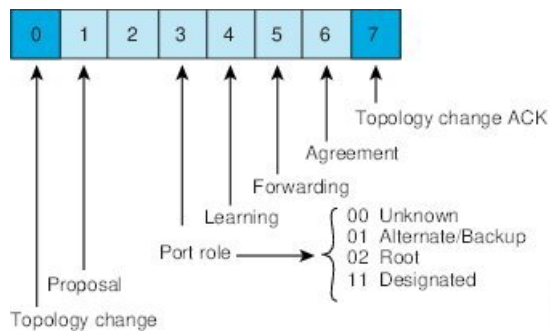 0 1 2 3 4 5 6 7
Topology change ACK
Agreement
Forwarding
Learning
00 Unknown
01 Alternate/Backup
Port role
02 Root
11 Designated
Proposal
Topology change